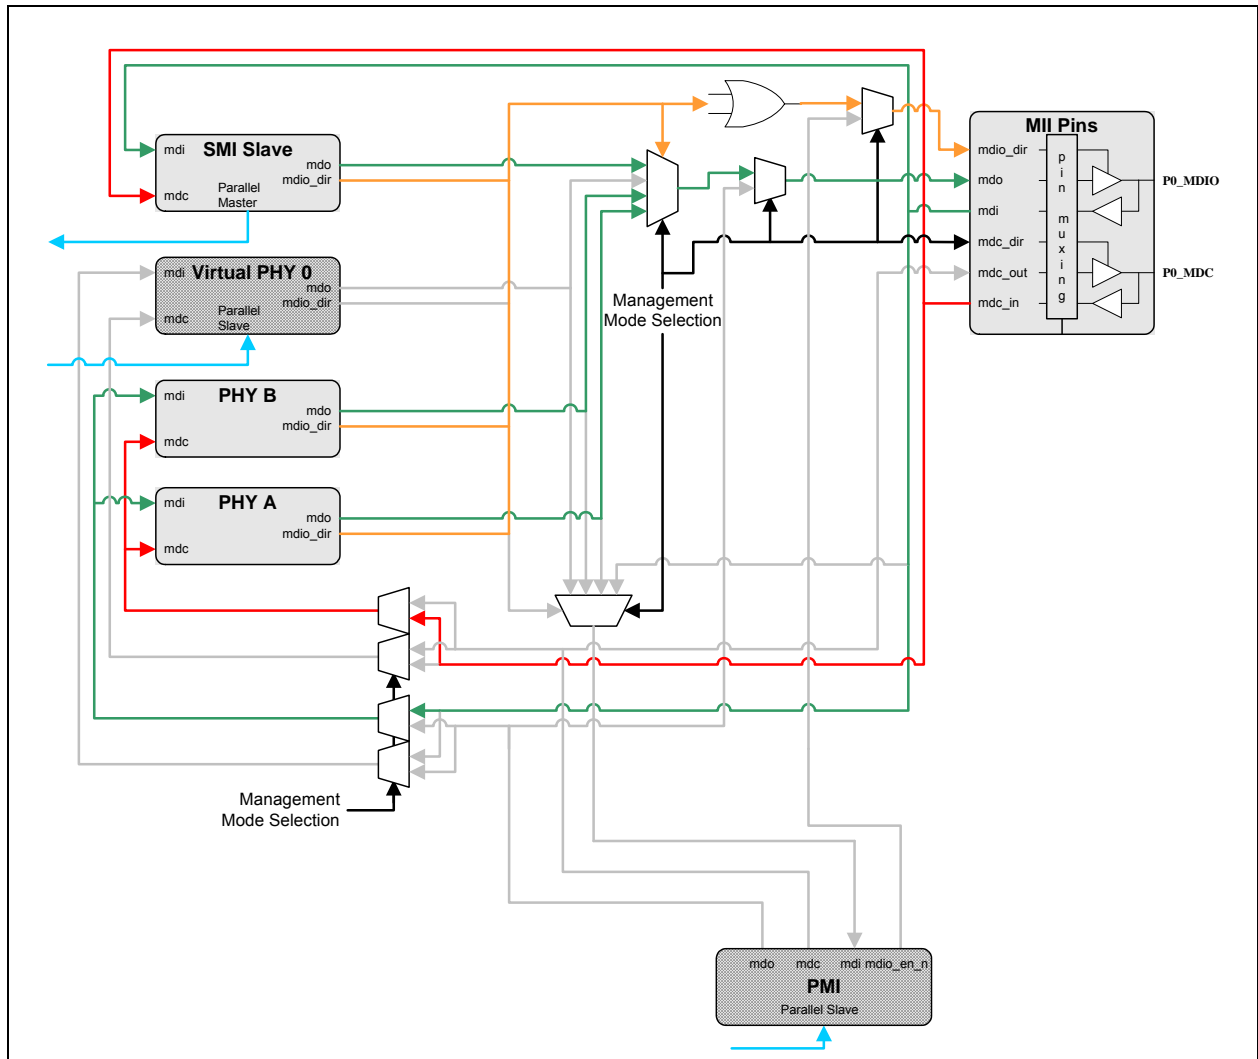 SMI Slave
mdi
mdc
mdo
mdio_dir
Parallel
Master
Virtual PHY 0
mdi
mdc
mdo
mdio_dir
Parallel
Slave
PHY B
mdi
mdc
mdo
mdio_dir
PHY A
mdi
mdc
mdo
mdio_dir
Management
Mode Selection
Management
Mode Selection
MII Pins
mdio_dir
mdo
mdi
mdc_dir
mdc_out
mdc_in
pin muxing
P0_MDIO
P0_MDC
mdo mdc mdi mdio_en_n
PMI
Parallel Slave